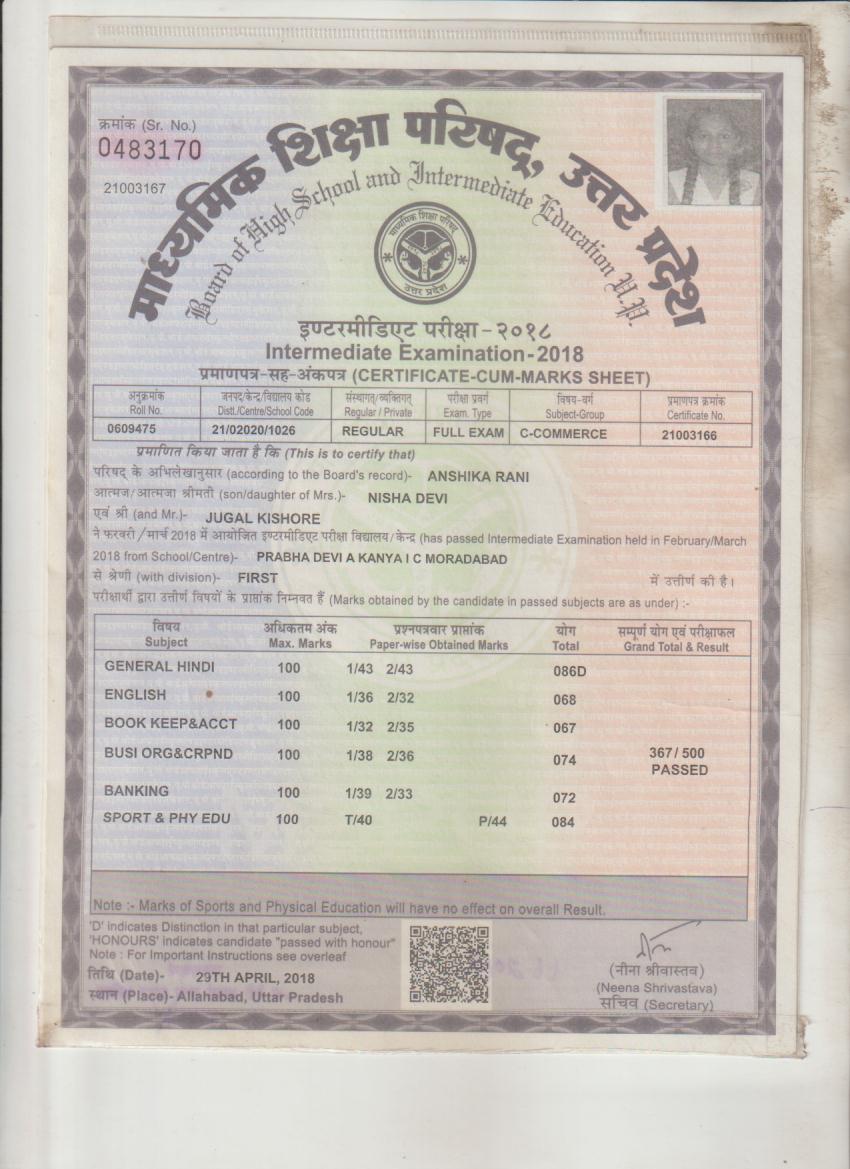 क्रमांक (Sr. No.)
0483170
21003167
माध्यमिक शिक्षा परिषद्, उत्तर प्रदेश
Board of High School and Intermediate Education U.P.
माध्यमिक शिक्षा परिषद्
उत्तर प्रदेश
इण्टरमीडिएट परीक्षा-२०१८
Intermediate Examination-2018
प्रमाणपत्र-सह-अंकपत्र (CERTIFICATE-CUM-MARKS SHEET)
अनुक्रमांक जनपद/केन्द्र/विद्यालय कोड संस्थागत/व्यक्तिगत परीक्षा प्रवर्ग विषय-वर्ग प्रमाणपत्र क्रमांक
Roll No. Distt./Centre/School Code Regular / Private Exam. Type Subject-Group Certificate No.
0609475 21/02020/1026 REGULAR FULL EXAM C-COMMERCE 21003166
प्रमाणित किया जाता है कि (This is to certify that)
परिषद् के अभिलेखानुसार (according to the Board's record)- ANSHIKA RANI
आत्मज/आत्मजा श्रीमती (son/daughter of Mrs.)- NISHA DEVI
एवं श्री (and Mr.)- JUGAL KISHORE
ने फरवरी/मार्च 2018 में आयोजित इण्टरमीडिएट परीक्षा विद्यालय/केन्द्र (has passed Intermediate Examination held in February/March
2018 from School/Centre)- PRABHA DEVI A KANYA I C MORADABAD
से श्रेणी (with division)- FIRST में उत्तीर्ण की है।
परीक्षार्थी द्वारा उत्तीर्ण विषयों के प्राप्तांक निम्नवत हैं (Marks obtained by the candidate in passed subjects are as under) :-
विषय अधिकतम अंक प्रश्नपत्रवार प्राप्तांक योग सम्पूर्ण योग एवं परीक्षाफल
Subject Max. Marks Paper-wise Obtained Marks Total Grand Total & Result
GENERAL HINDI 100 1/43 2/43 086D
ENGLISH 100 1/36 2/32 068
BOOK KEEP&ACCT 100 1/32 2/35 067
BUSI ORG&CRPND 100 1/38 2/36 074 367/500
PASSED
BANKING 100 1/39 2/33 072
SPORT & PHY EDU 100 T/40 P/44 084
Note :- Marks of Sports and Physical Education will have no effect on overall Result.
'D' indicates Distinction in that particular subject,
'HONOURS' indicates candidate "passed with honour"
Note : For Important Instructions see overleaf
तिथि (Date)- 29TH APRIL, 2018
स्थान (Place)- Allahabad, Uttar Pradesh
(नीना श्रीवास्तव)
(Neena Shrivastava)
सचिव (Secretary)